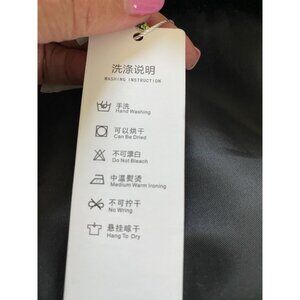 洗涤说明
WASHING INSTRUCTION
手洗
Hand Washing
可以烘干
Can Be Dried
不可漂白
Do Not Bleach
中温熨烫
Medium Warm Ironing
不可拧干
No Wring
悬挂晾干
Hang To Dry